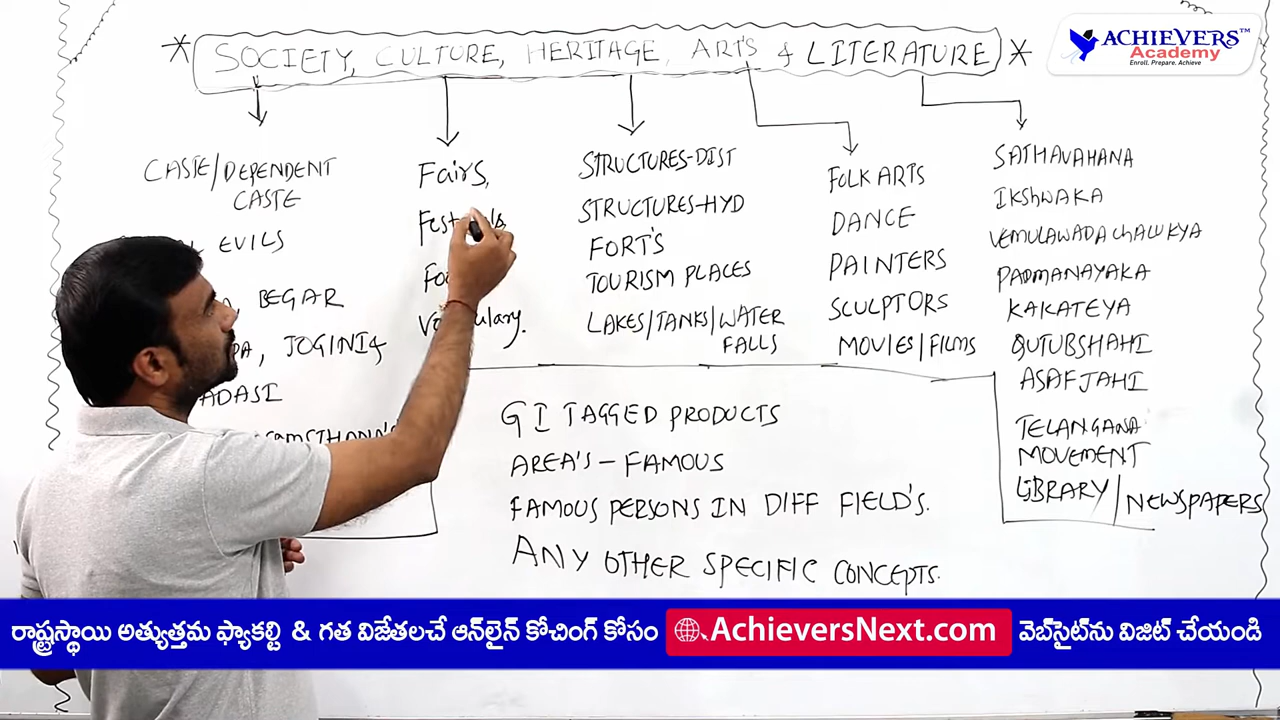 * SOCIETY, CULTURE, HERITAGE, ARTS & LITERATURE *
ACHIEVERS™
Academy
Enroll. Prepare. Achieve
CASTE/DEPENDENT
CASTE
EVILS
BEGAR
JOGINI &
Fairs,
Vocabulary.
STRUCTURES-DIST
STRUCTURES-HYD
FORT'S
TOURISM PLACES
LAKES/TANKS/WATER
FALLS
FOLK ARTS
DANCE
PAINTERS
SCULPTORS
MOVIES/FILMS
SATHAVAHANA
IKSHWAKA
VEMULAWADA CHALUKYA
PADMANAYAKA
KAKATEYA
QUTUBSHAHI
ASAFJAHI
TELANGANA
MOVEMENT
LIBRARY/NEWSPAPERS
GI TAGGED PRODUCTS
AREA'S – FAMOUS
FAMOUS PERSONS IN DIFF FIELD'S.
ANY OTHER SPECIFIC CONCEPTS.
రాష్ట్రస్థాయి అత్యుత్తమ ఫ్యాకల్టి & గత విజేతలచే ఆన్‌లైన్ కోచింగ్ కోసం AchieversNext.com వెబ్‌సైట్‌ను విజిట్ చేయండి